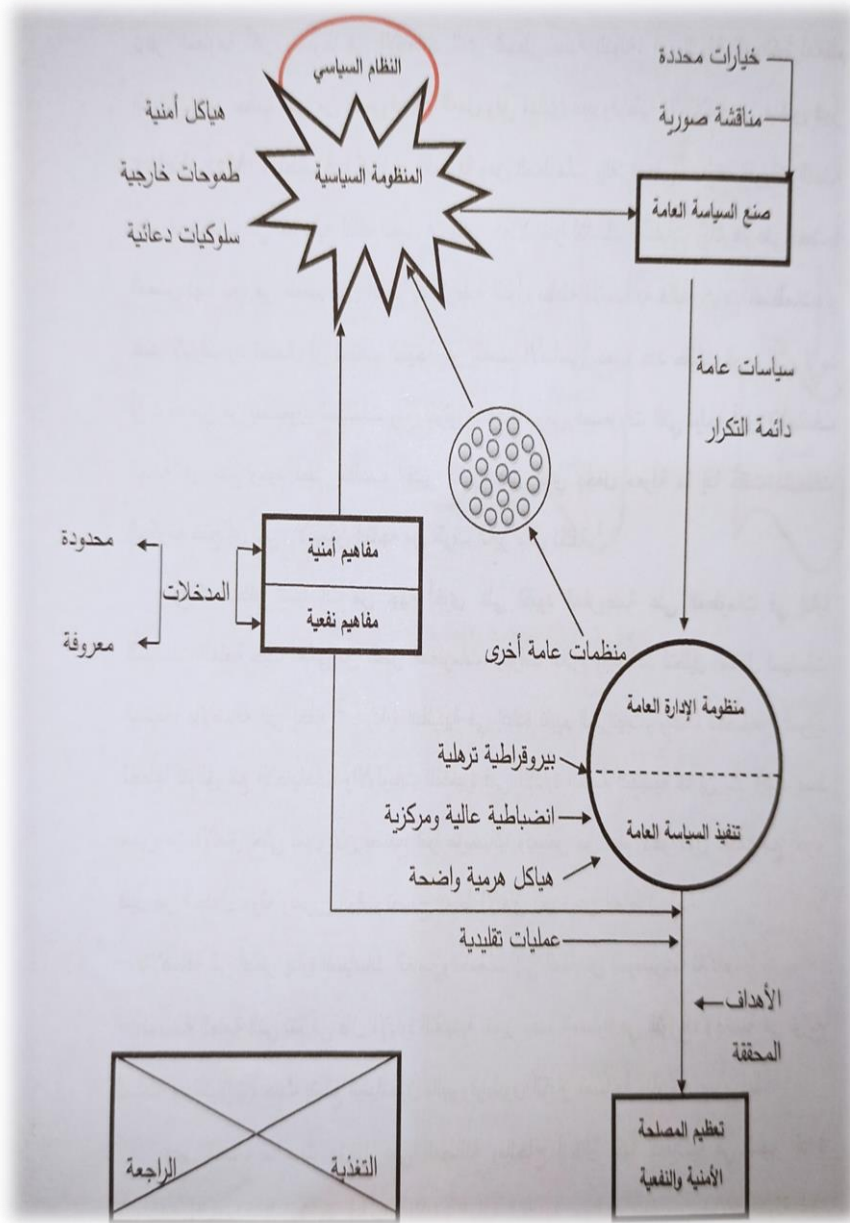 النظام السياسي
المنظومة السياسية
هياكل أمنية
طموحات خارجية
سلوكيات دعائية
خيارات محددة
مناقشة صورية
صنع السياسة العامة
سياسات عامة
دائمة التكرار
مفاهيم أمنية
مفاهيم نفعية
المدخلات
محدودة
معروفة
منظمات عامة أخرى
منظومة الإدارة العامة
تنفيذ السياسة العامة
بيروقراطية ترهلية
انضباطية عالية ومركزية
هياكل هرمية واضحة
عمليات تقليدية
الأهداف
المحققة
تعظيم المصلحة
الأمنية والنفعية
التغذية
الراجعة